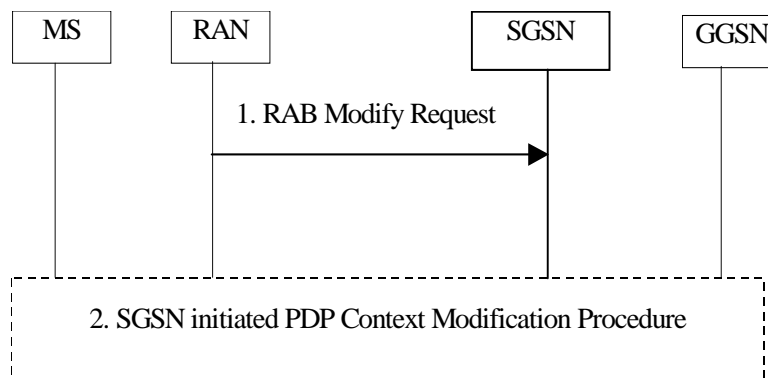 MS RAN SGSN GGSN
1. RAB Modify Request
2. SGSN initiated PDP Context Modification Procedure